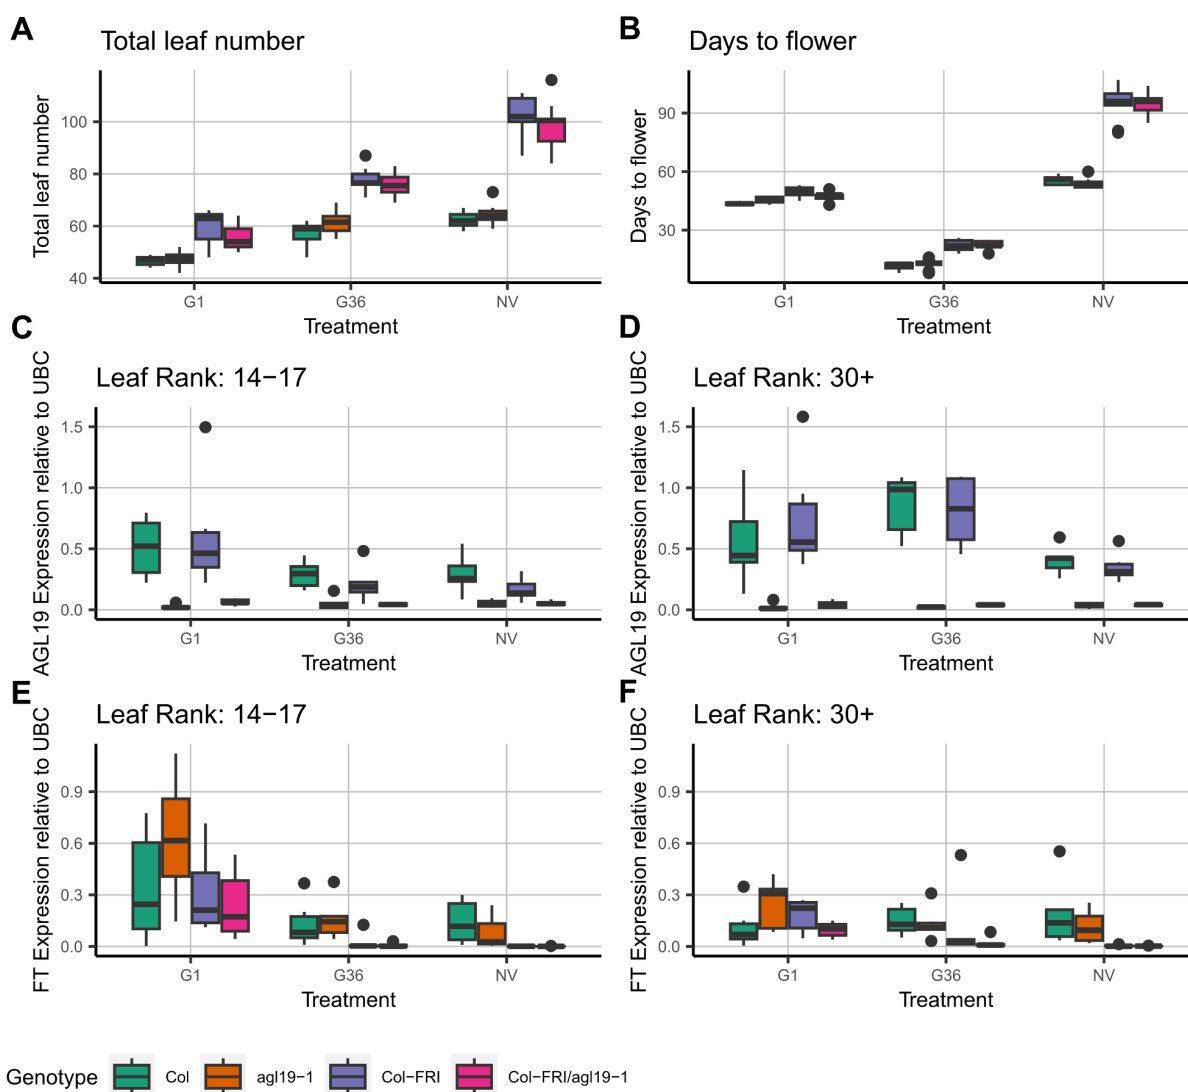 A
Total leaf number
Total leaf number
100
80
60
40
G1
G36
NV
Treatment
B
Days to flower
Days to flower
90
60
30
G1
G36
NV
Treatment
C
Leaf Rank: 14−17
AGL19 Expression relative to UBC
1.5
1.0
0.5
0.0
G1
G36
NV
Treatment
D
Leaf Rank: 30+
AGL19 Expression relative to UBC
1.5
1.0
0.5
0.0
G1
G36
NV
Treatment
E
Leaf Rank: 14−17
FT Expression relative to UBC
0.9
0.6
0.3
0.0
G1
G36
NV
Treatment
F
Leaf Rank: 30+
FT Expression relative to UBC
0.9
0.6
0.3
0.0
G1
G36
NV
Treatment
Genotype Col agl19−1 Col−FRI Col−FRI/agl19−1